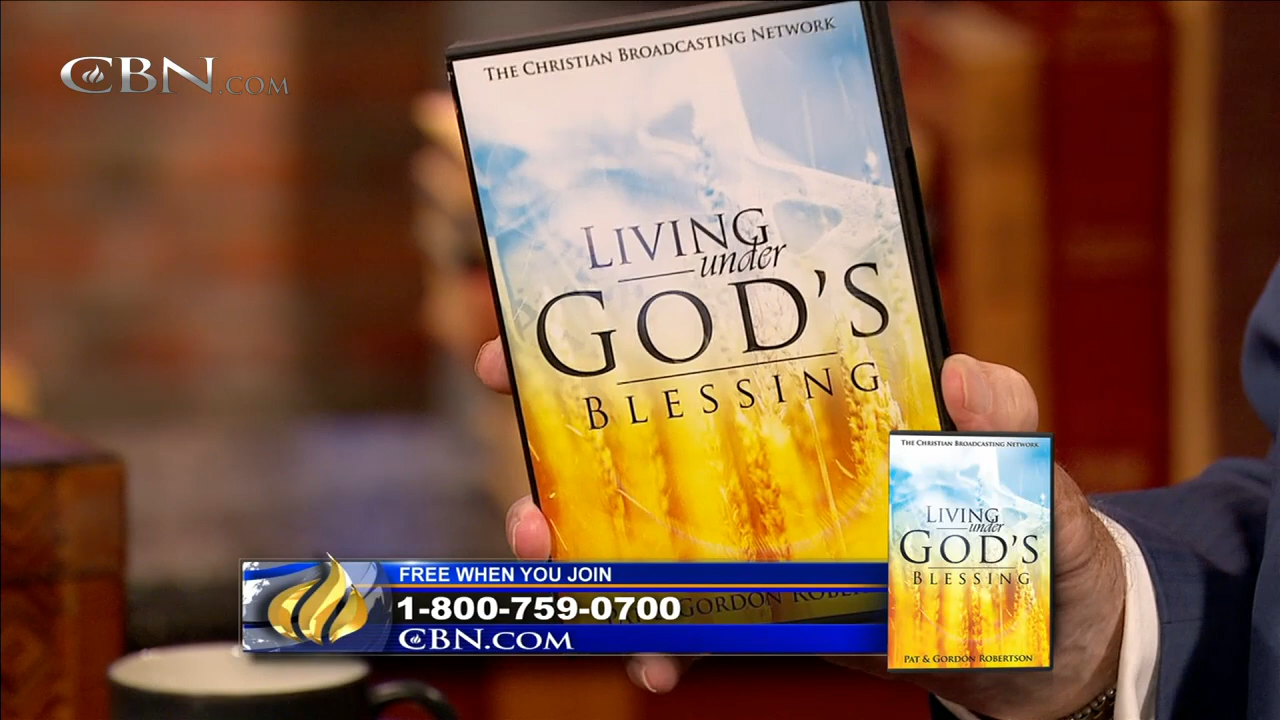 CBN.COM
THE CHRISTIAN BROADCASTING NETWORK
LIVING
under
GOD'S
BLESSING
GORDON
FREE WHEN YOU JOIN
1-800-759-0700
CBN.COM
THE CHRISTIAN BROADCASTING NETWORK
LIVING
under
GOD'S
BLESSING
PAT & GORDON ROBERTSON